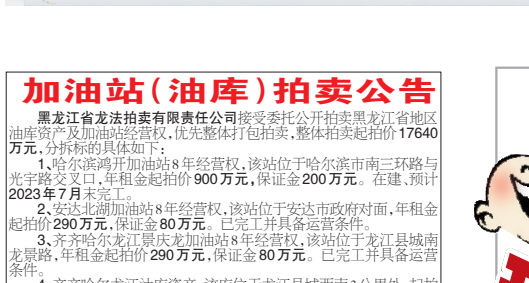 加油站(油库)拍卖公告
黑龙江省龙法拍卖有限责任公司接受委托公开拍卖黑龙江省地区
油库资产及加油站经营权,优先整体打包拍卖,整体拍卖起拍价17640
万元,分拆标的具体如下:
1、哈尔滨鸿开加油站8年经营权,该站位于哈尔滨市南三环路与
光宇路交叉口,年租金起拍价900万元,保证金200万元。在建、预计
2023年7月末完工。
2、安达北湖加油站8年经营权,该站位于安达市政府对面,年租金
起拍价290万元,保证金80万元。已完工并具备运营条件。
3、齐齐哈尔龙江景庆龙加油站8年经营权,该站位于龙江县城南
龙景路,年租金起拍价290万元,保证金80万元。已完工并具备运营
条件。